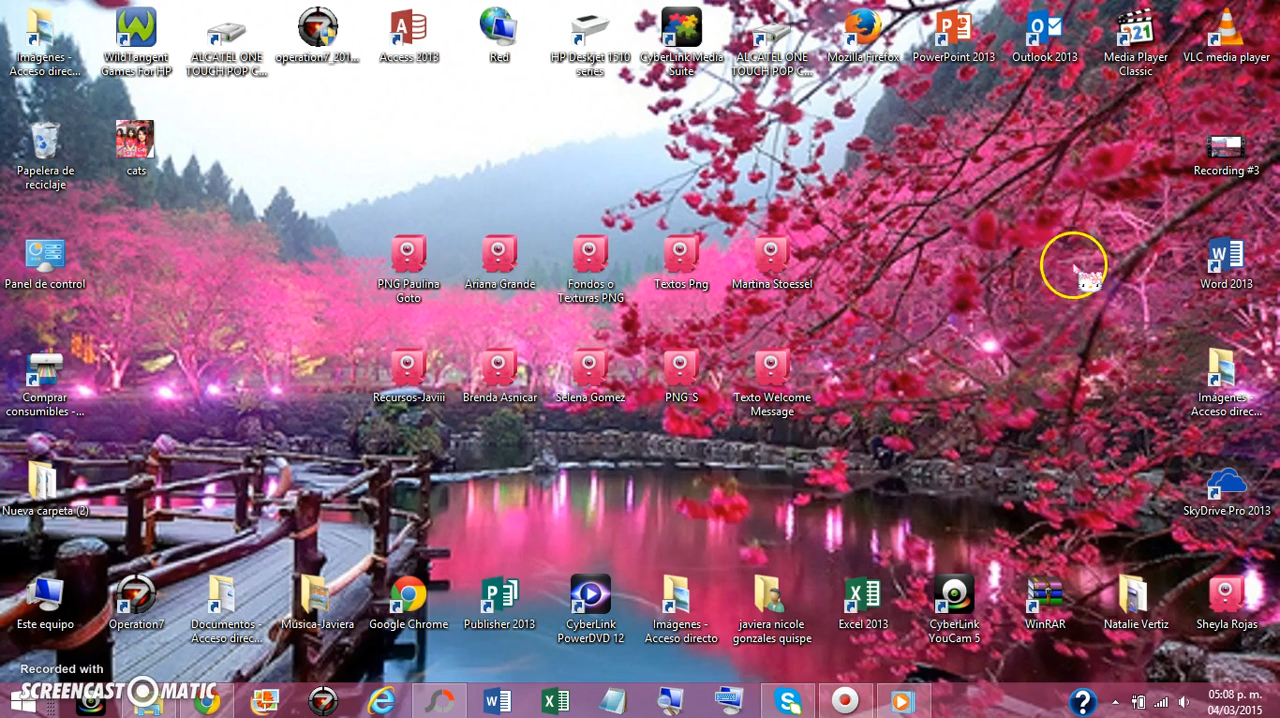 Imágenes -
Acceso direc...
WildTangent
Games For HP
ALCATEL ONE
TOUCH POP C...
operation7_201...
Access 2013
Red
HP Deskjet 1510
series
CyberLink Media
Suite
ALCATEL ONE
TOUCH POP C...
Mozilla Firefox
PowerPoint 2013
Outlook 2013
321
Media Player
Classic
VLC media player
Papelera de
reciclaje
cats
Recording #3
Panel de control
PNG Paulina
Goto
Ariana Grande
Fondos o
Texturas PNG
Textos Png
Martina Stoessel
Word 2013
Comprar
consumibles -...
Recursos-Javiii
Brenda Asnicar
Selena Gomez
PNG`S
Texto Welcome
Message
Imágenes -
Acceso direc...
Nueva carpeta (2)
SkyDrive Pro 2013
Este equipo
Operation7
Documentos -
Acceso direc...
Música-Javiera
Google Chrome
Publisher 2013
CyberLink
PowerDVD 12
Imágenes -
Acceso directo
javiera nicole
gonzales quispe
Excel 2013
CyberLink
YouCam 5
WinRAR
Natalie Vertiz
Sheyla Rojas
Recorded with
SCREENCAST O MATIC
05:08 p. m.
04/03/2015